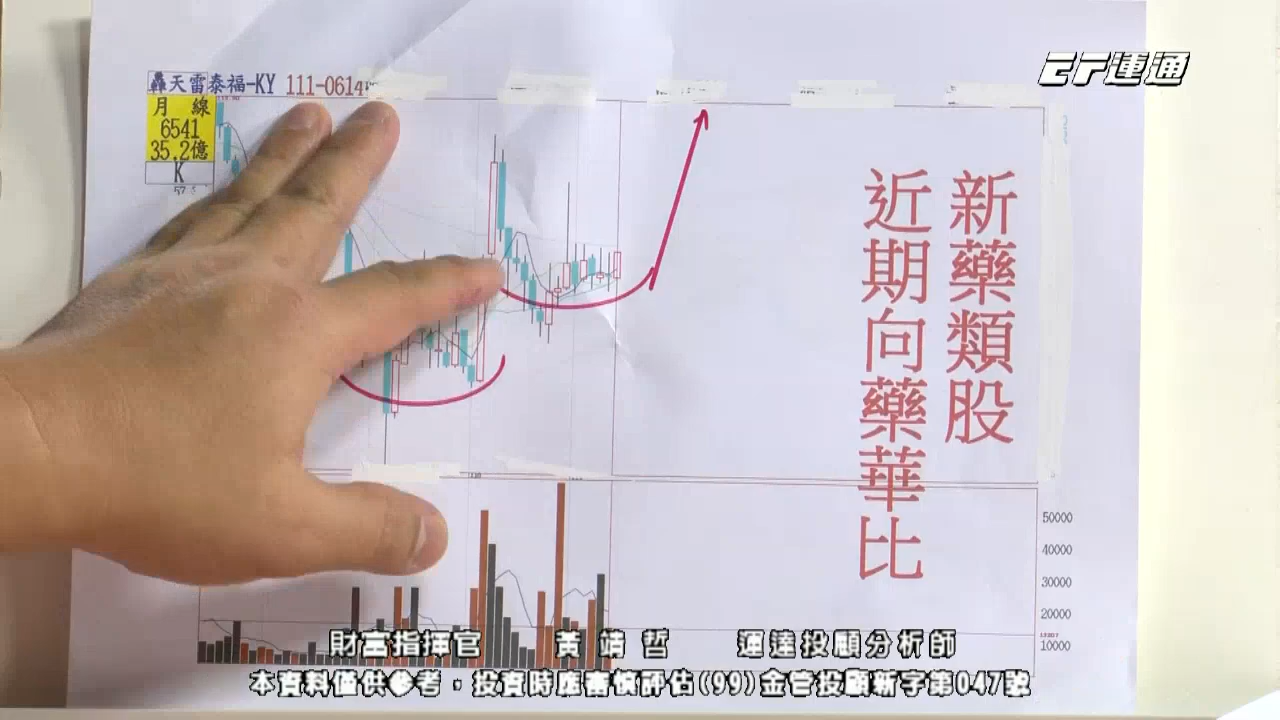 轟天雷泰福-KY 111-0614
運通
月 線
6541
35.2億
K
新藥類股
近期向藥華比
50000
40000
30000
20000
10000
財富指揮官 黃靖哲 運達投顧分析師
本資料僅供參考，投資時應審慎評估(99)金管投顧新字第047號